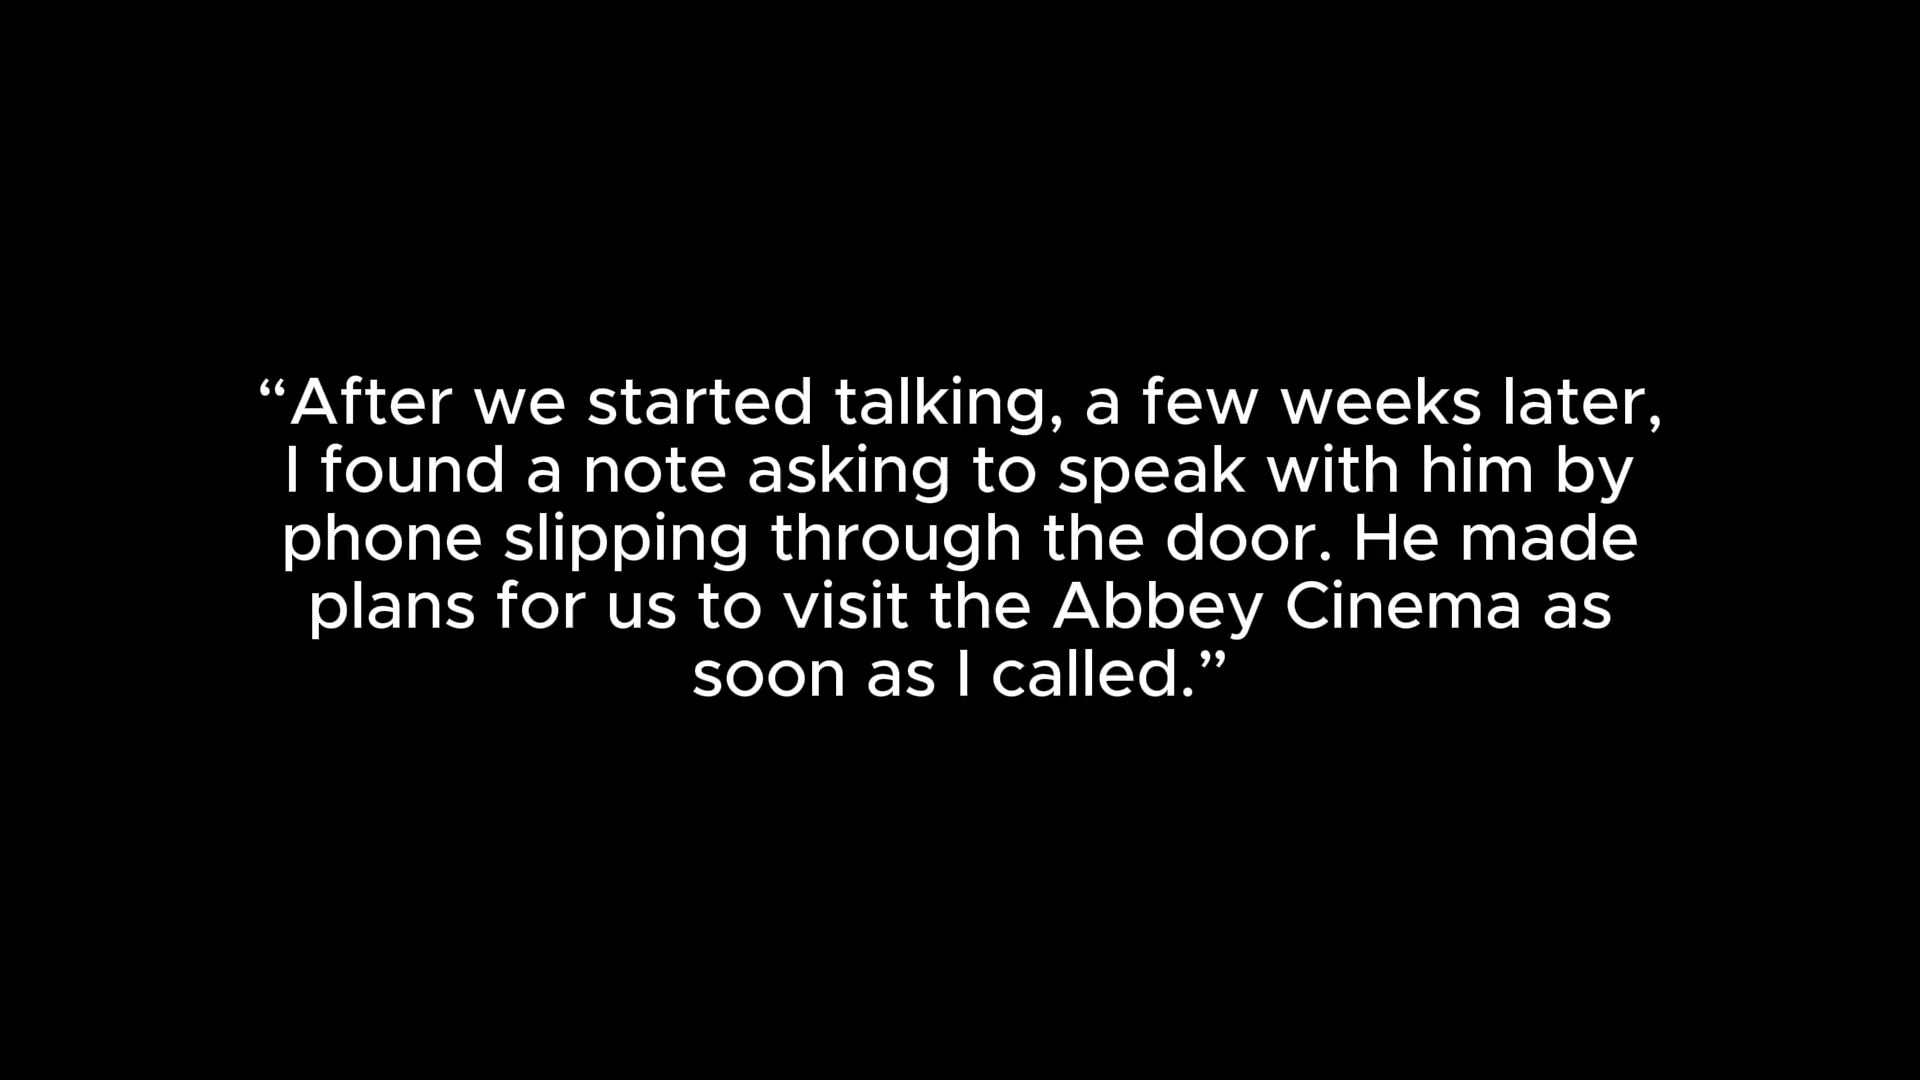 “After we started talking, a few weeks later,
I found a note asking to speak with him by
phone slipping through the door. He made
plans for us to visit the Abbey Cinema as
soon as I called.”